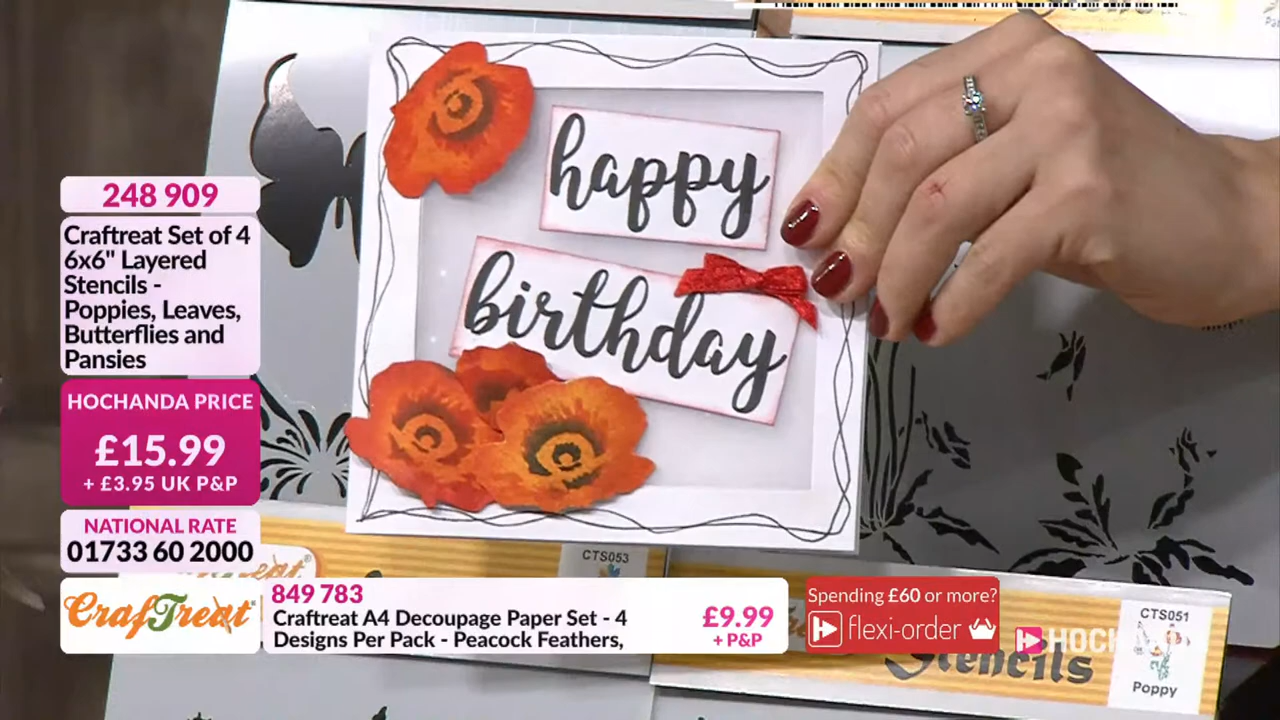 happy
birthday
248 909
Craftreat Set of 4
6x6" Layered
Stencils -
Poppies, Leaves,
Butterflies and
Pansies
HOCHANDA PRICE
£15.99
+ £3.95 UK P&P
NATIONAL RATE
01733 60 2000
CrafTreat
849 783
Craftreat A4 Decoupage Paper Set - 4
Designs Per Pack - Peacock Feathers,
£9.99
+ P&P
Spending £60 or more?
flexi-order
CTS053
CTS051
Poppy
Stencils